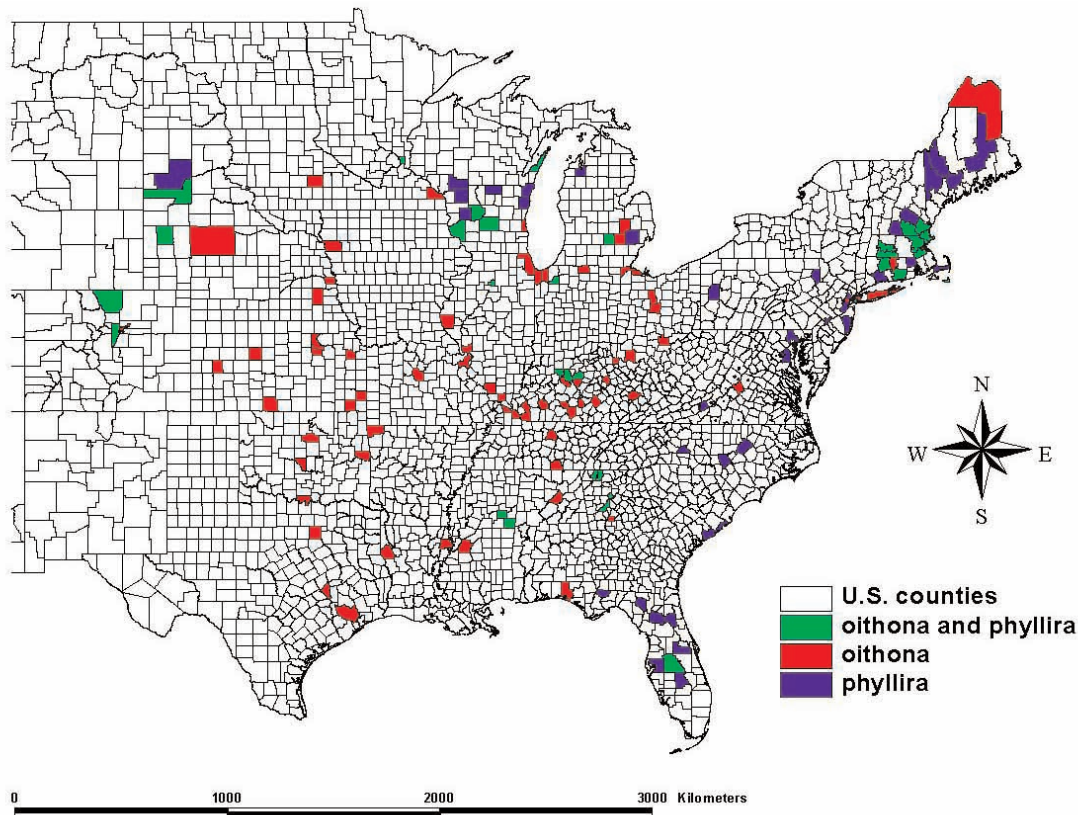 N
W E
S
U.S. counties
oithona and phyllira
oithona
phyllira
0 1000 2000 3000 Kilometers